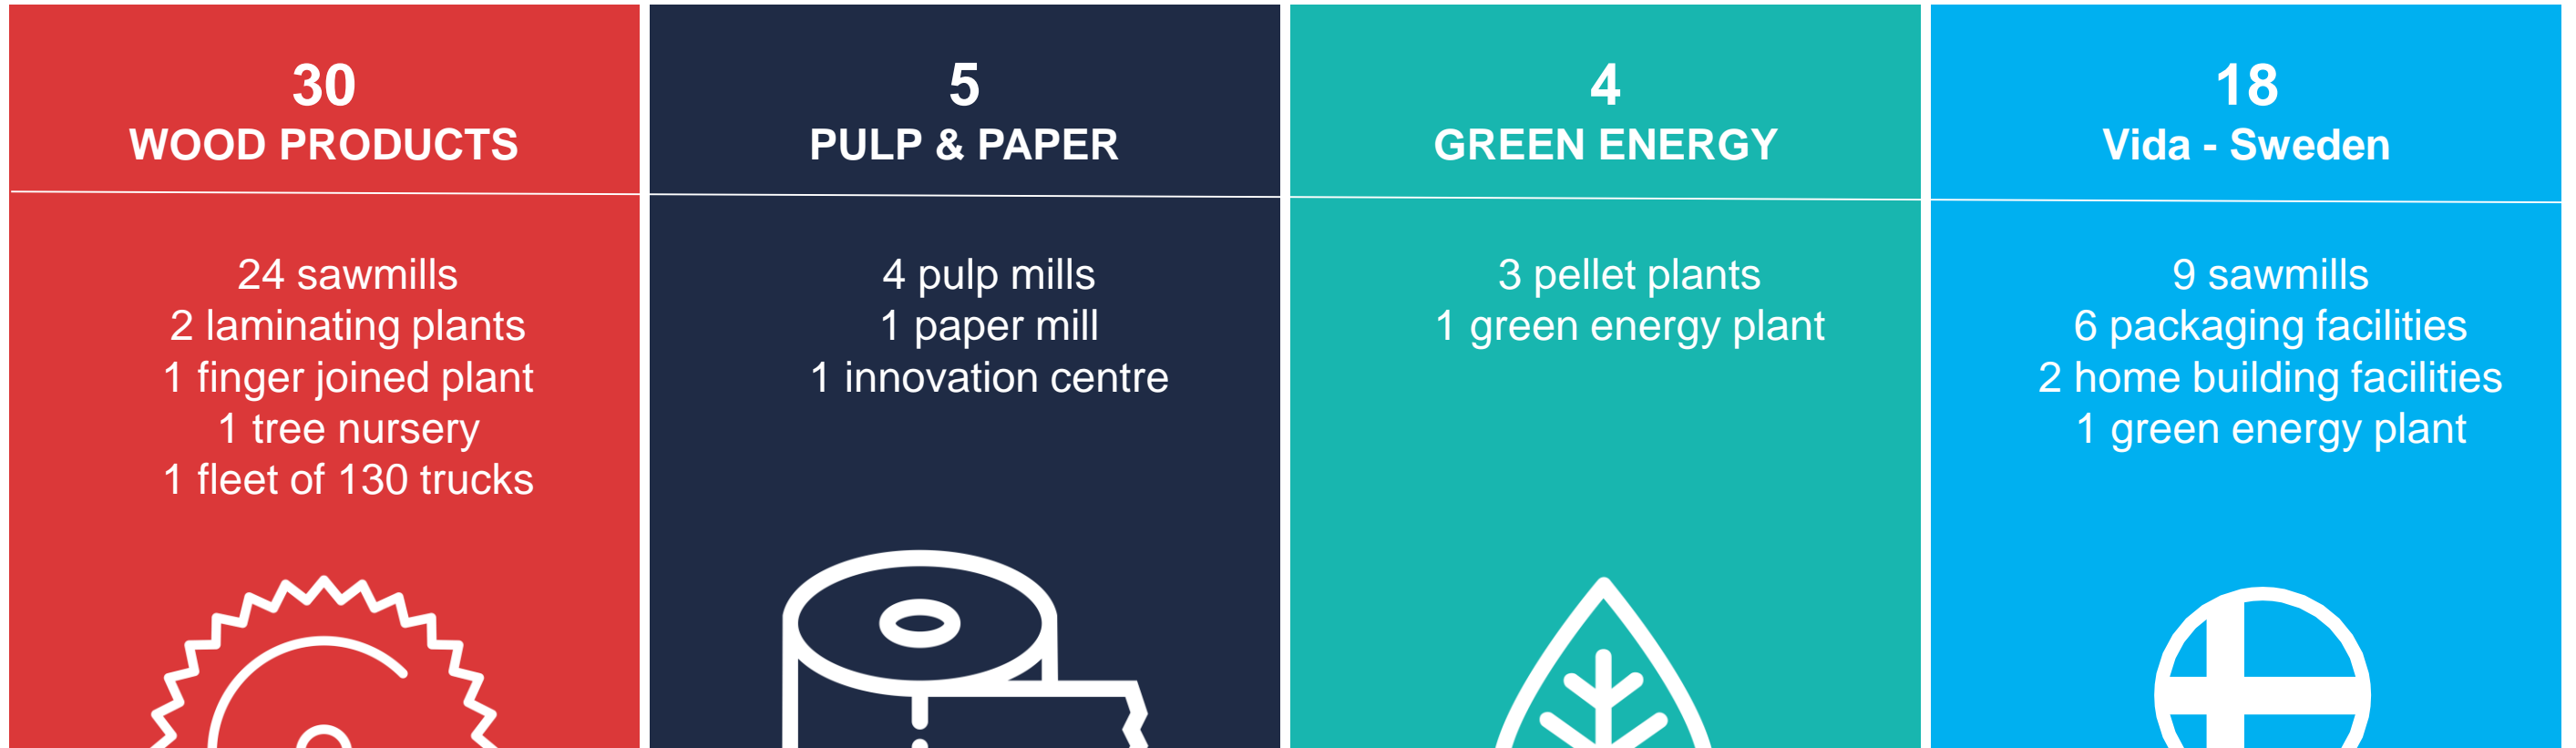 30
WOOD PRODUCTS
24 sawmills
2 laminating plants
1 finger joined plant
1 tree nursery
1 fleet of 130 trucks
5
PULP & PAPER
4 pulp mills
1 paper mill
1 innovation centre
4
GREEN ENERGY
3 pellet plants
1 green energy plant
18
Vida - Sweden
9 sawmills
6 packaging facilities
2 home building facilities
1 green energy plant